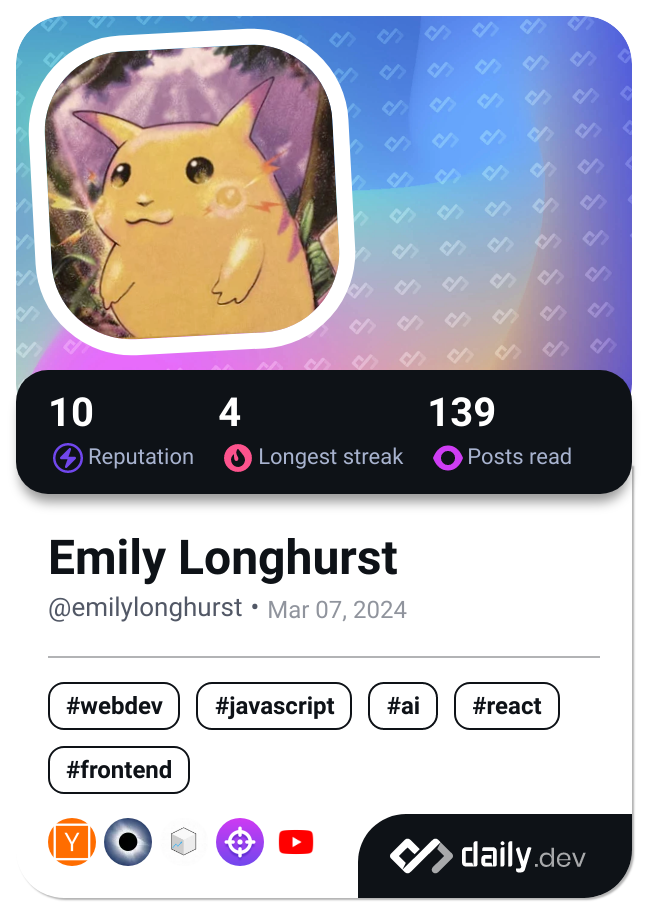 10 4 139
Reputation Longest streak Posts read
Emily Longhurst
@emilylonghurst • Mar 07, 2024
#webdev #javascript #ai #react
#frontend
Y
daily.dev